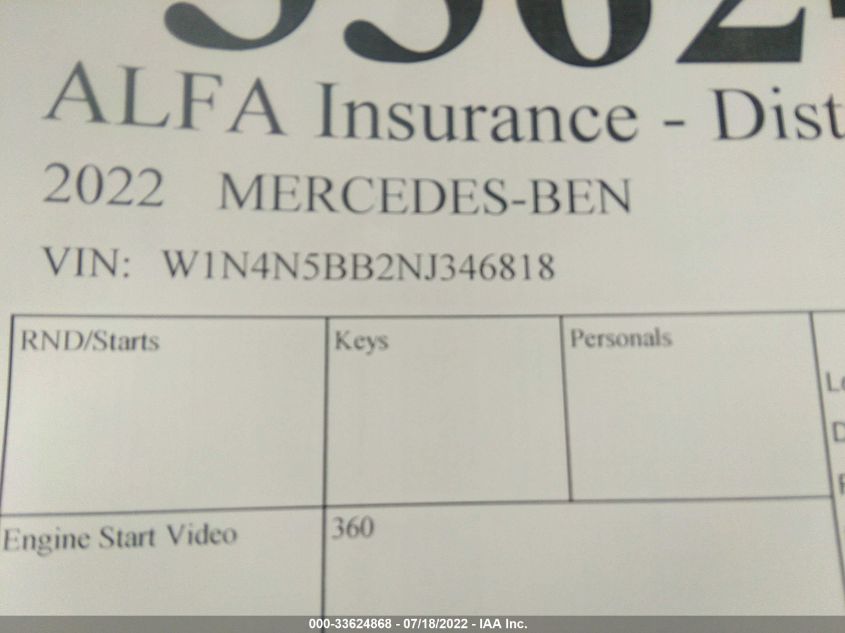 ALFA Insurance - Dist
2022 MERCEDES-BEN
VIN: W1N4N5BB2NJ346818
RND/Starts Keys Personals
Engine Start Video 360
000-33624868 - 07/18/2022 - IAA Inc.